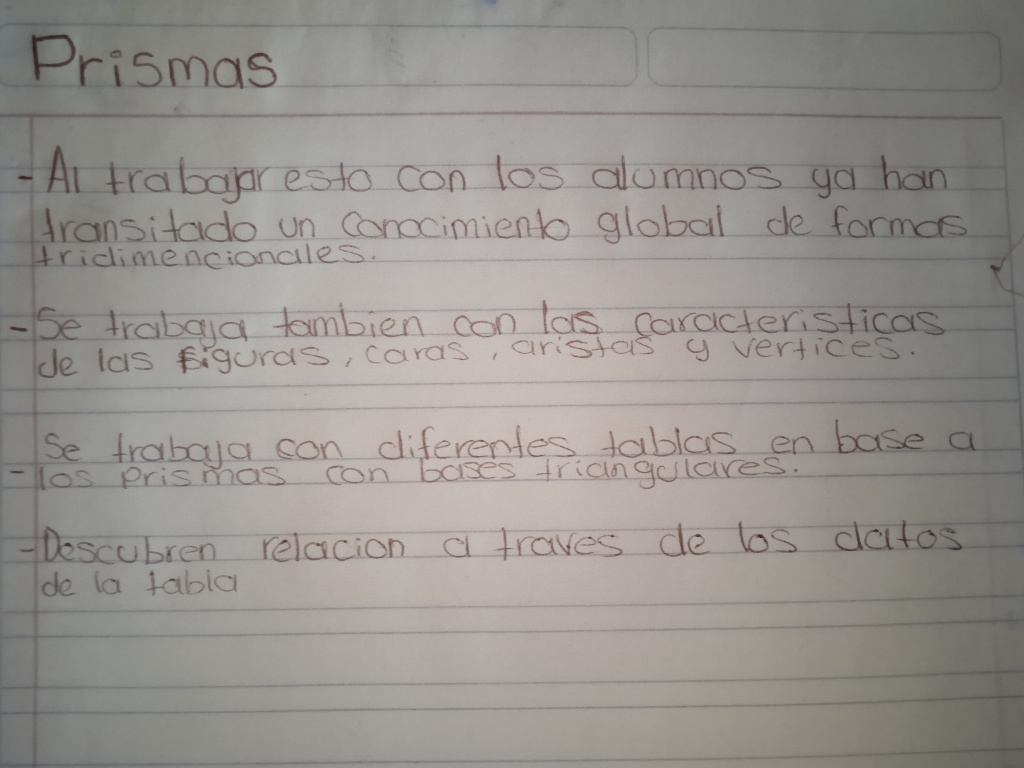 Prismas
- Al trabajar esto con los alumnos ya han
transitado un conocimiento global de formas
tridimencionales.
- Se trabaja tambien con las caracteristicas
de las figuras, caras, aristas y vertices.
Se trabaja con diferentes tablas en base a
- los prismas con bases triangulares.
- Descubren relacion a traves de los datos
de la tabla